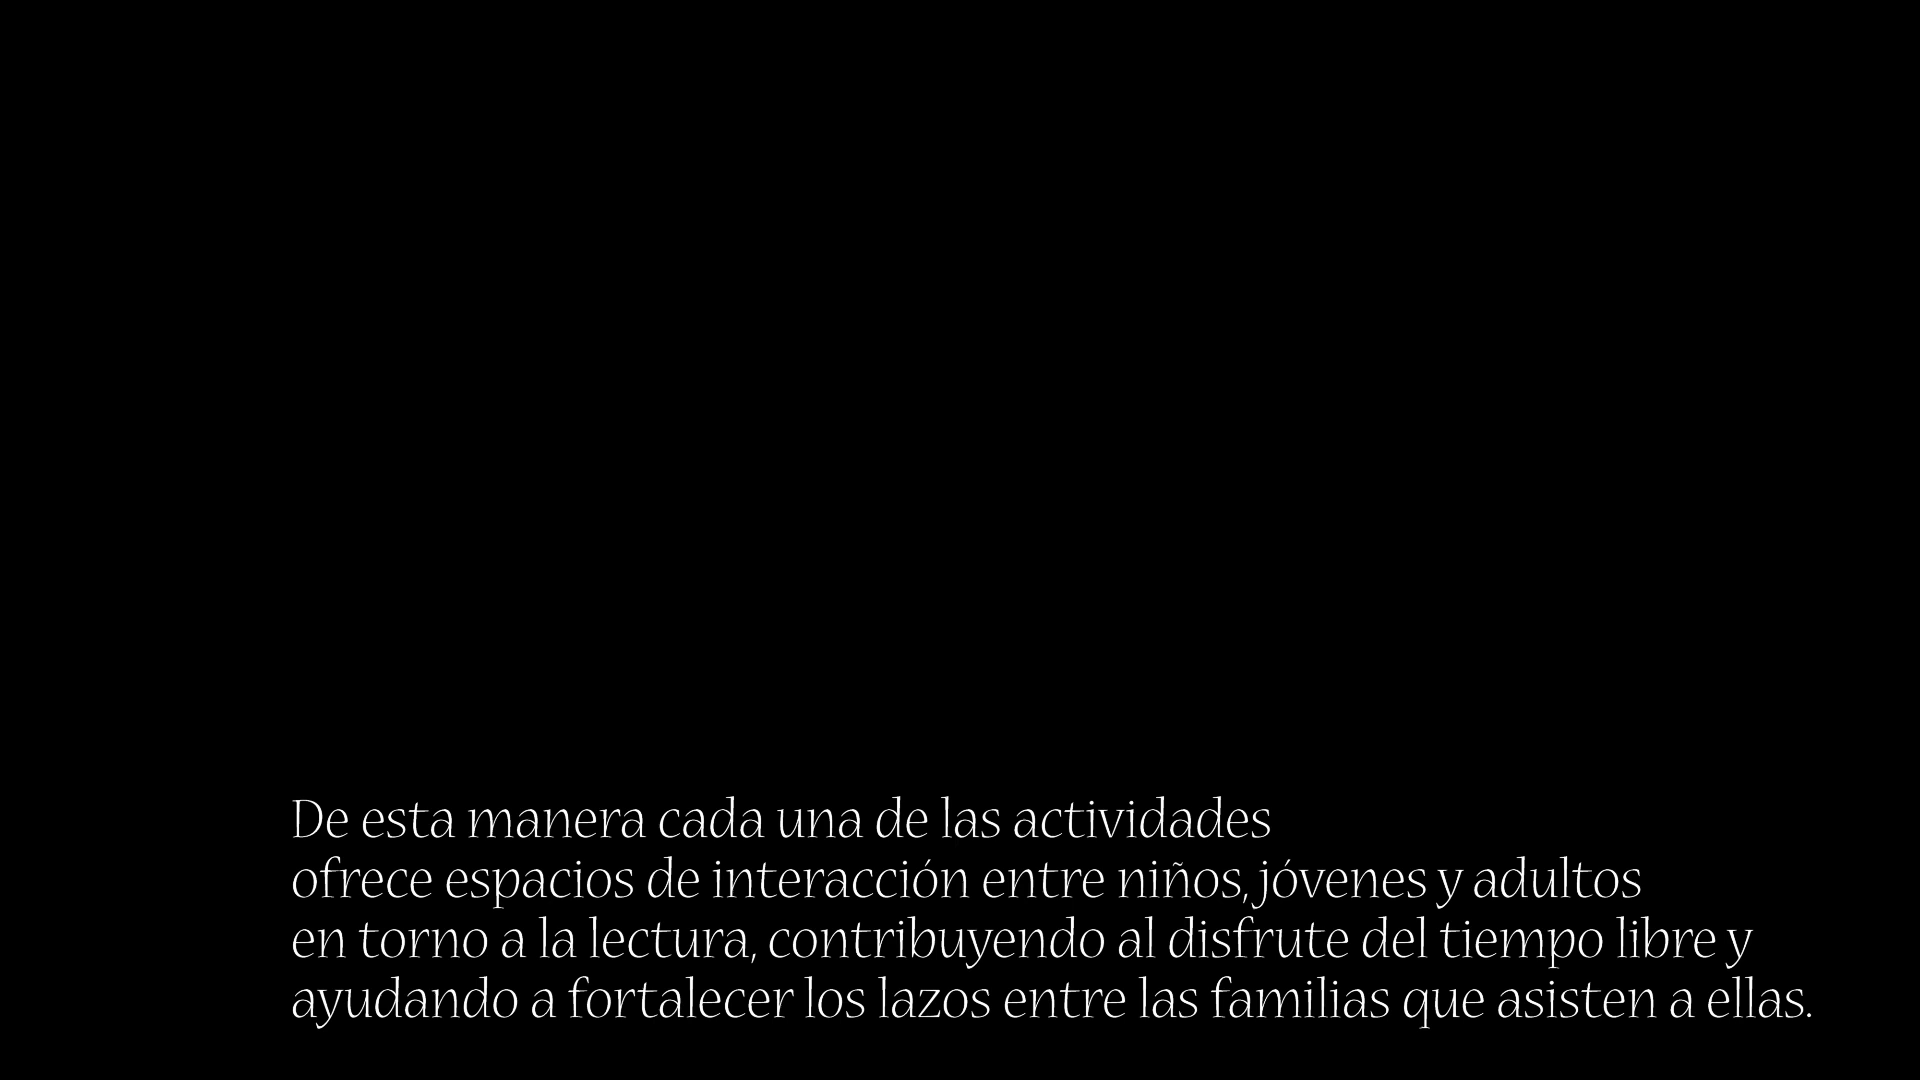 De esta manera cada una de las actividades
ofrece espacios de interacción entre niños, jóvenes y adultos
en torno a la lectura, contribuyendo al disfrute del tiempo libre y
ayudando a fortalecer los lazos entre las familias que asisten a ellas.